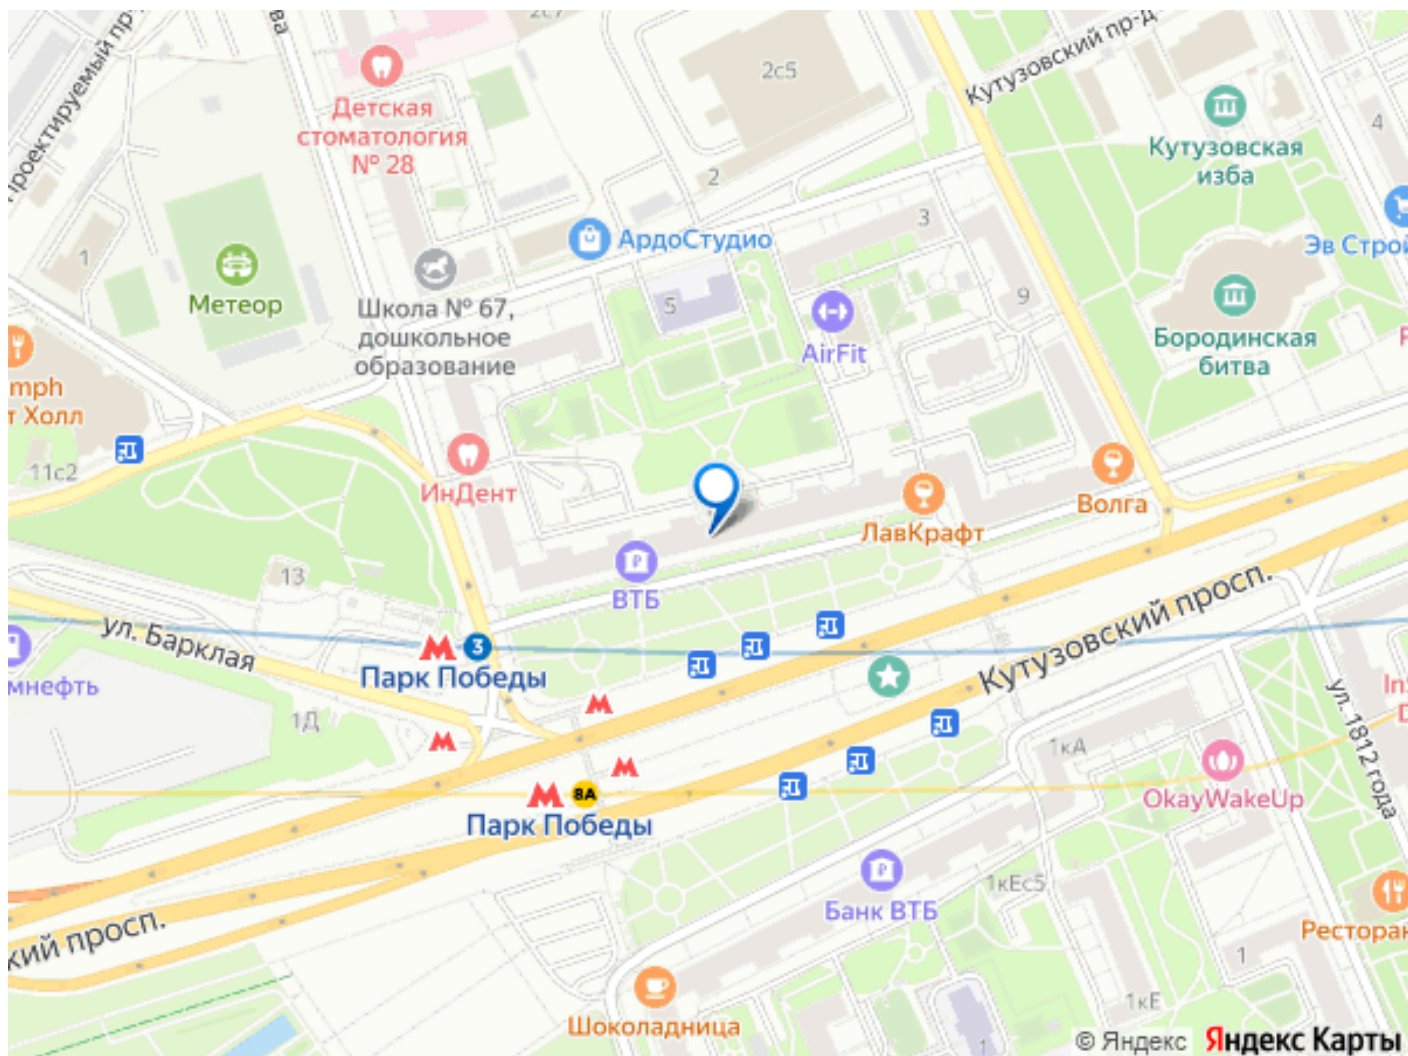 2с7
Кутузовский пр-д
2с5
Детская
стоматология
№ 28
Кутузовская
изба
4
2
3
АрдоСтудио
Эв Строй
1
Метеор
Школа № 67,
дошкольное
образование
5
9
AirFit
Бородинская
битва
mph
т Холл
11с2
ИнДент
Волга
ЛавКрафт
13
P
ВТБ
ул. Барклая
3
Парк Победы
мнефть
Кутузовский просп.
1Д
8А
Парк Победы
ул. 1812 года
1кА
OkayWakeUp
P
Банк ВТБ
1кЕс5
Ресторан
кий просп.
1
1кЕ
Шоколадница
1
© Яндекс
Яндекс Карты